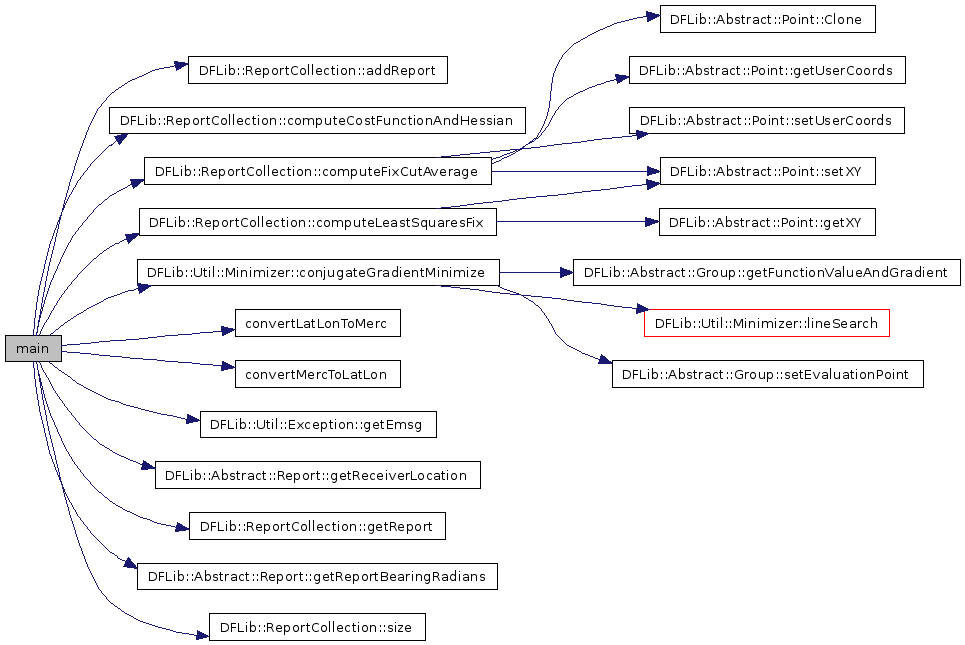 DFLib::Abstract::Point::Clone
DFLib::ReportCollection::addReport
DFLib::Abstract::Point::getUserCoords
DFLib::ReportCollection::computeCostFunctionAndHessian
DFLib::Abstract::Point::setUserCoords
DFLib::ReportCollection::computeFixCutAverage
DFLib::Abstract::Point::setXY
DFLib::ReportCollection::computeLeastSquaresFix
DFLib::Abstract::Point::getXY
DFLib::Util::Minimizer::conjugateGradientMinimize
DFLib::Abstract::Group::getFunctionValueAndGradient
convertLatLonToMerc
DFLib::Util::Minimizer::lineSearch
main
convertMercToLatLon
DFLib::Abstract::Group::setEvaluationPoint
DFLib::Util::Exception::getEmsg
DFLib::Abstract::Report::getReceiverLocation
DFLib::ReportCollection::getReport
DFLib::Abstract::Report::getReportBearingRadians
DFLib::ReportCollection::size